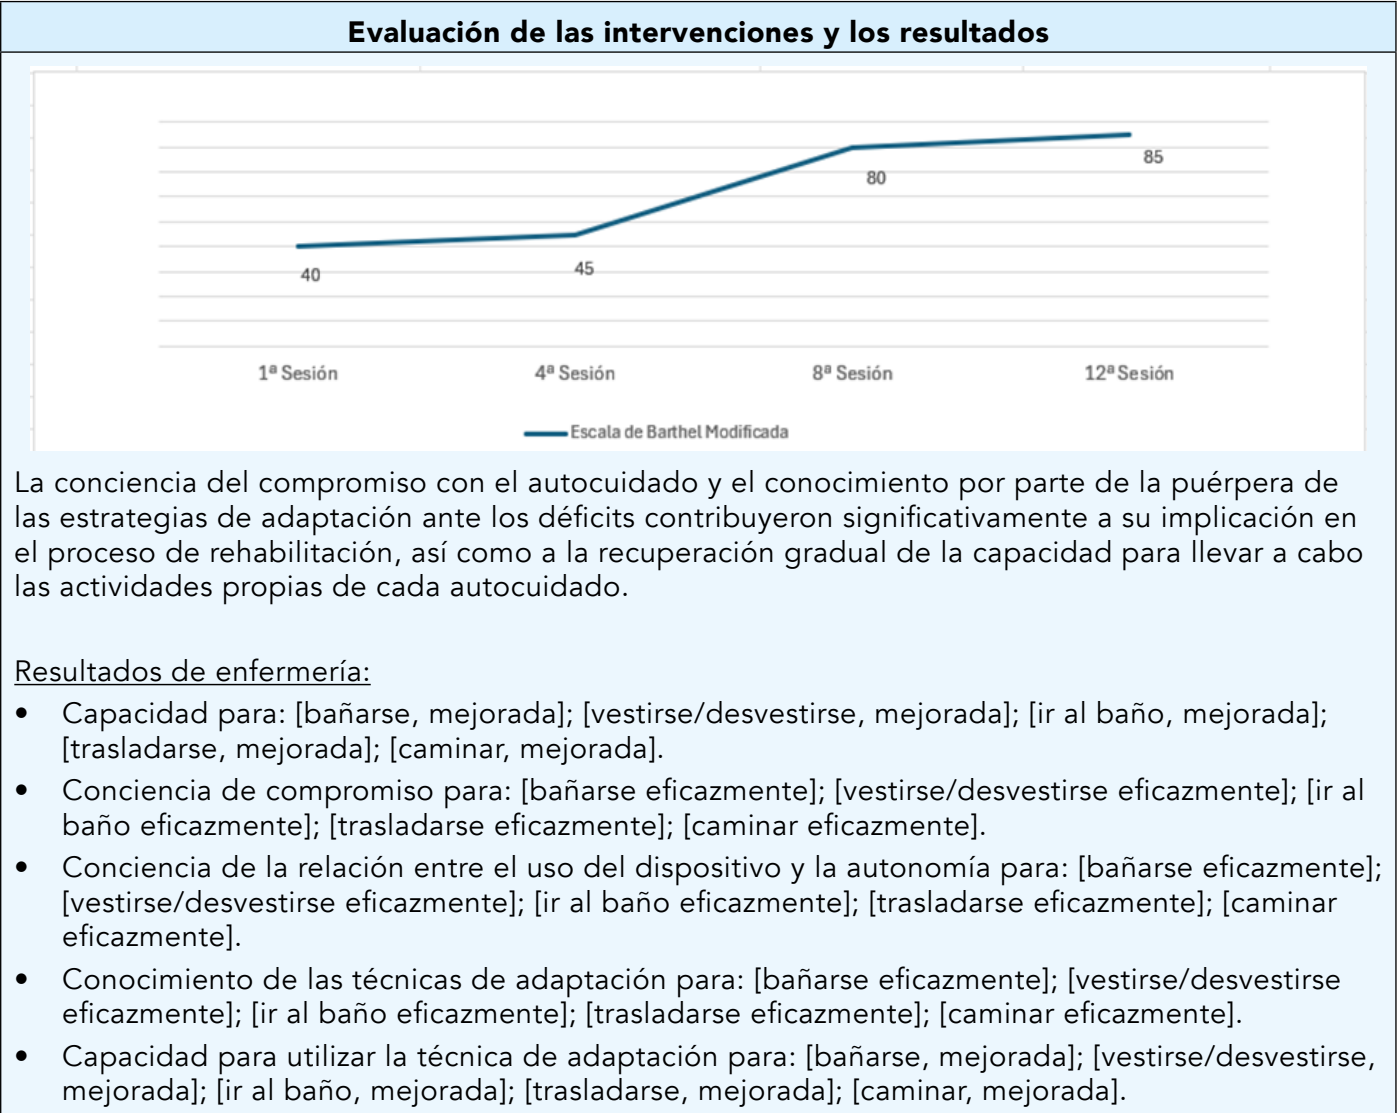 Evaluación de las intervenciones y los resultados
40
45
80
85
1ª Sesión
4ª Sesión
8ª Sesión
12ª Sesión
Escala de Barthel Modificada
La conciencia del compromiso con el autocuidado y el conocimiento por parte de la puérpera de
las estrategias de adaptación ante los déficits contribuyeron significativamente a su implicación en
el proceso de rehabilitación, así como a la recuperación gradual de la capacidad para llevar a cabo
las actividades propias de cada autocuidado.
Resultados de enfermería:
• Capacidad para: [bañarse, mejorada]; [vestirse/desvestirse, mejorada]; [ir al baño, mejorada];
[trasladarse, mejorada]; [caminar, mejorada].
• Conciencia de compromiso para: [bañarse eficazmente]; [vestirse/desvestirse eficazmente]; [ir al
baño eficazmente]; [trasladarse eficazmente]; [caminar eficazmente].
• Conciencia de la relación entre el uso del dispositivo y la autonomía para: [bañarse eficazmente];
[vestirse/desvestirse eficazmente]; [ir al baño eficazmente]; [trasladarse eficazmente]; [caminar
eficazmente].
• Conocimiento de las técnicas de adaptación para: [bañarse eficazmente]; [vestirse/desvestirse
eficazmente]; [ir al baño eficazmente]; [trasladarse eficazmente]; [caminar eficazmente].
• Capacidad para utilizar la técnica de adaptación para: [bañarse, mejorada]; [vestirse/desvestirse,
mejorada]; [ir al baño, mejorada]; [trasladarse, mejorada]; [caminar, mejorada].